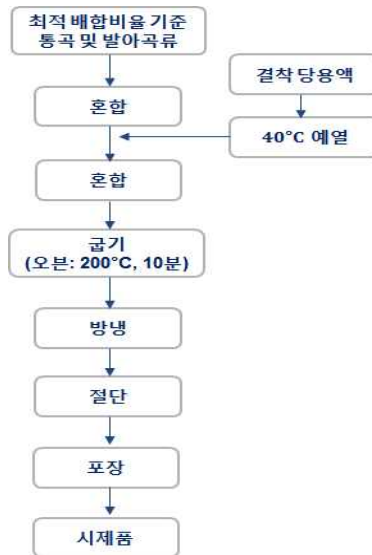 최적 배합비율 기준
통곡 및 발아곡류
결착 당용액
혼합
40°C 예열
혼합
굽기
(오븐: 200°C, 10분)
방냉
절단
포장
시제품